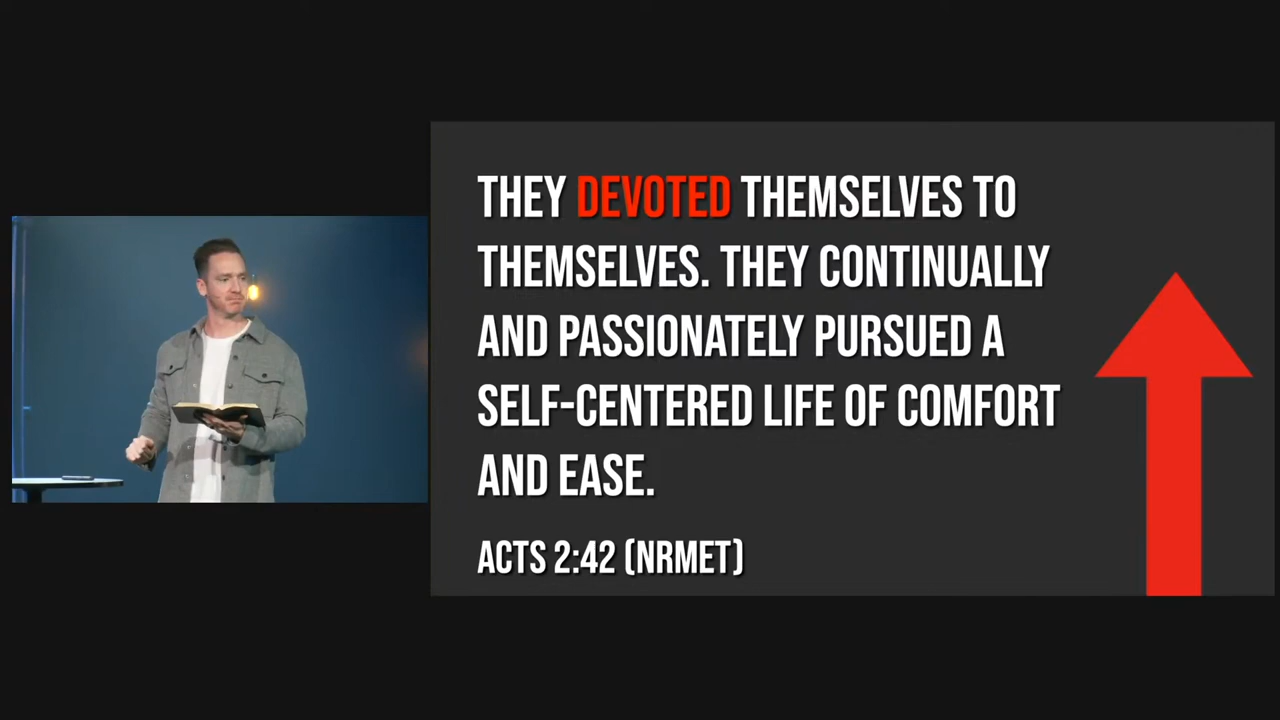 THEY DEVOTED THEMSELVES TO
THEMSELVES. THEY CONTINUALLY
AND PASSIONATELY PURSUED A
SELF-CENTERED LIFE OF COMFORT
AND EASE.
ACTS 2:42 (NRMET)